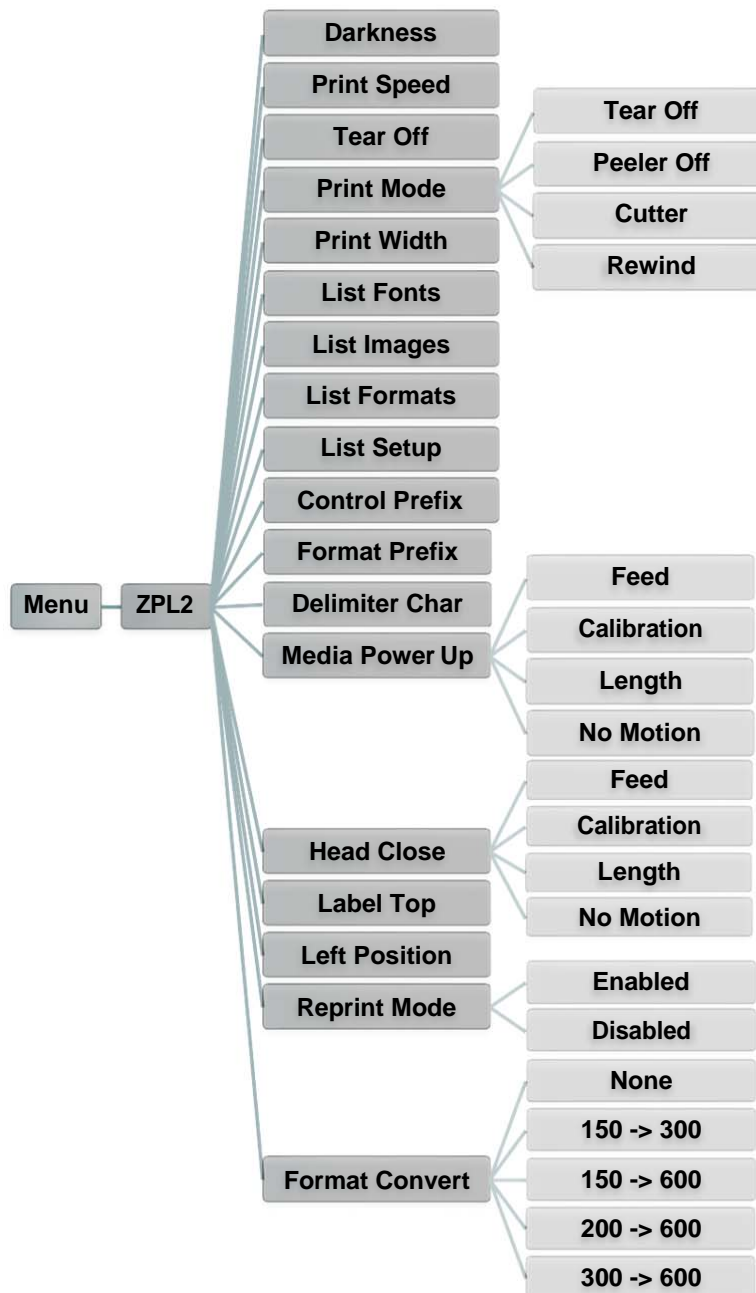 Menu
ZPL2
Darkness
Print Speed
Tear Off
Print Mode
Tear Off
Peeler Off
Cutter
Rewind
Print Width
List Fonts
List Images
List Formats
List Setup
Control Prefix
Format Prefix
Delimiter Char
Media Power Up
Feed
Calibration
Length
No Motion
Head Close
Feed
Calibration
Length
No Motion
Label Top
Left Position
Reprint Mode
Enabled
Disabled
Format Convert
None
150 -> 300
150 -> 600
200 -> 600
300 -> 600